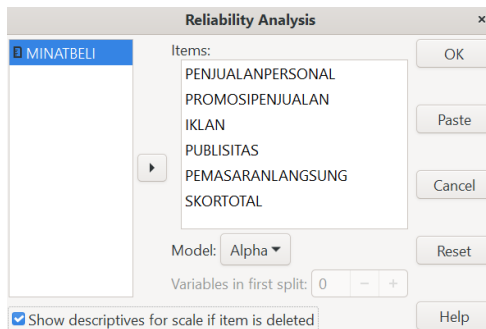 Reliability Analysis
×
MINATBELI
Items:
PENJUALANPERSONAL
PROMOSIPENJUALAN
IKLAN
PUBLISITAS
PEMASARANLANGSUNG
SKORTOTAL
Model: Alpha
Variables in first split: 0 − +
Show descriptives for scale if item is deleted
OK
Paste
Cancel
Reset
Help